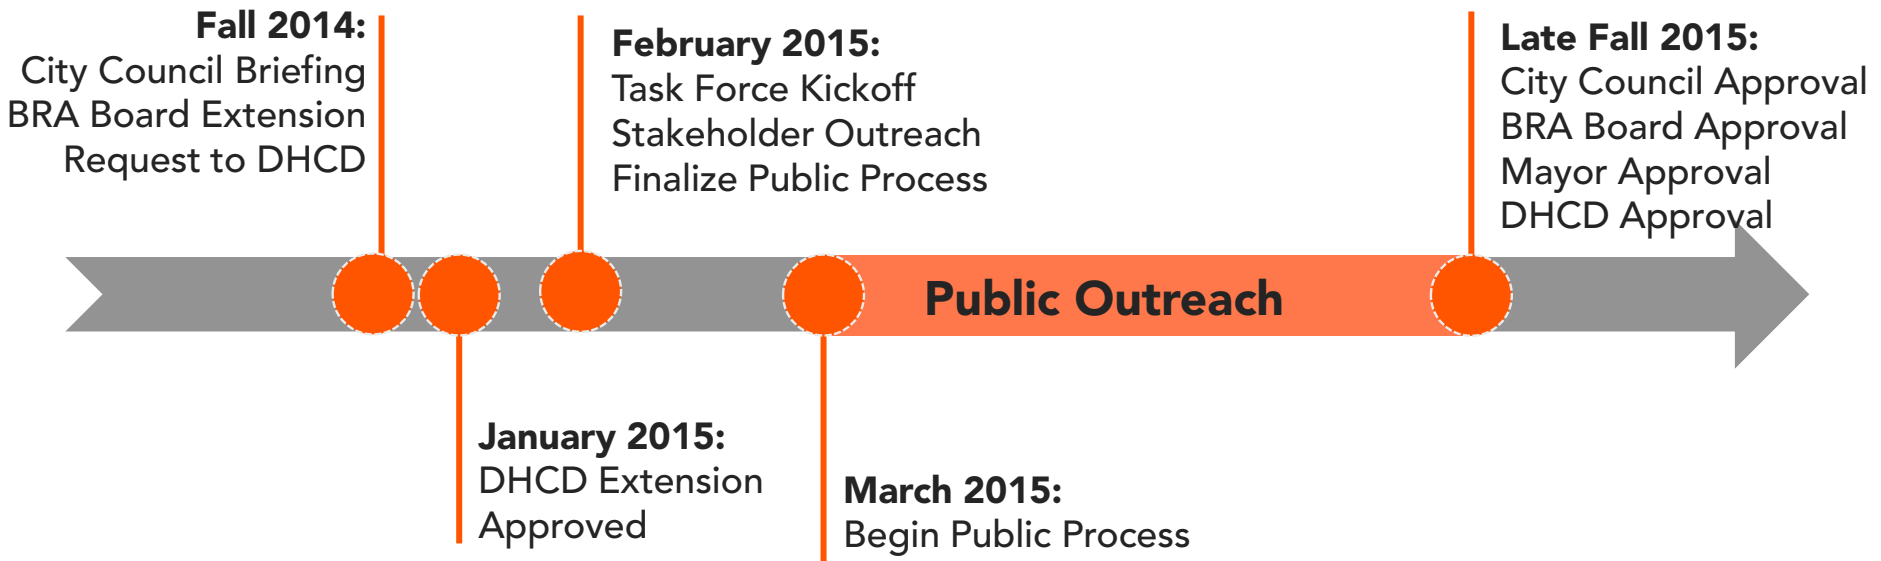 Fall 2014:
City Council Briefing
BRA Board Extension
Request to DHCD
February 2015:
Task Force Kickoff
Stakeholder Outreach
Finalize Public Process
Late Fall 2015:
City Council Approval
BRA Board Approval
Mayor Approval
DHCD Approval
Public Outreach
January 2015:
DHCD Extension
Approved
March 2015:
Begin Public Process